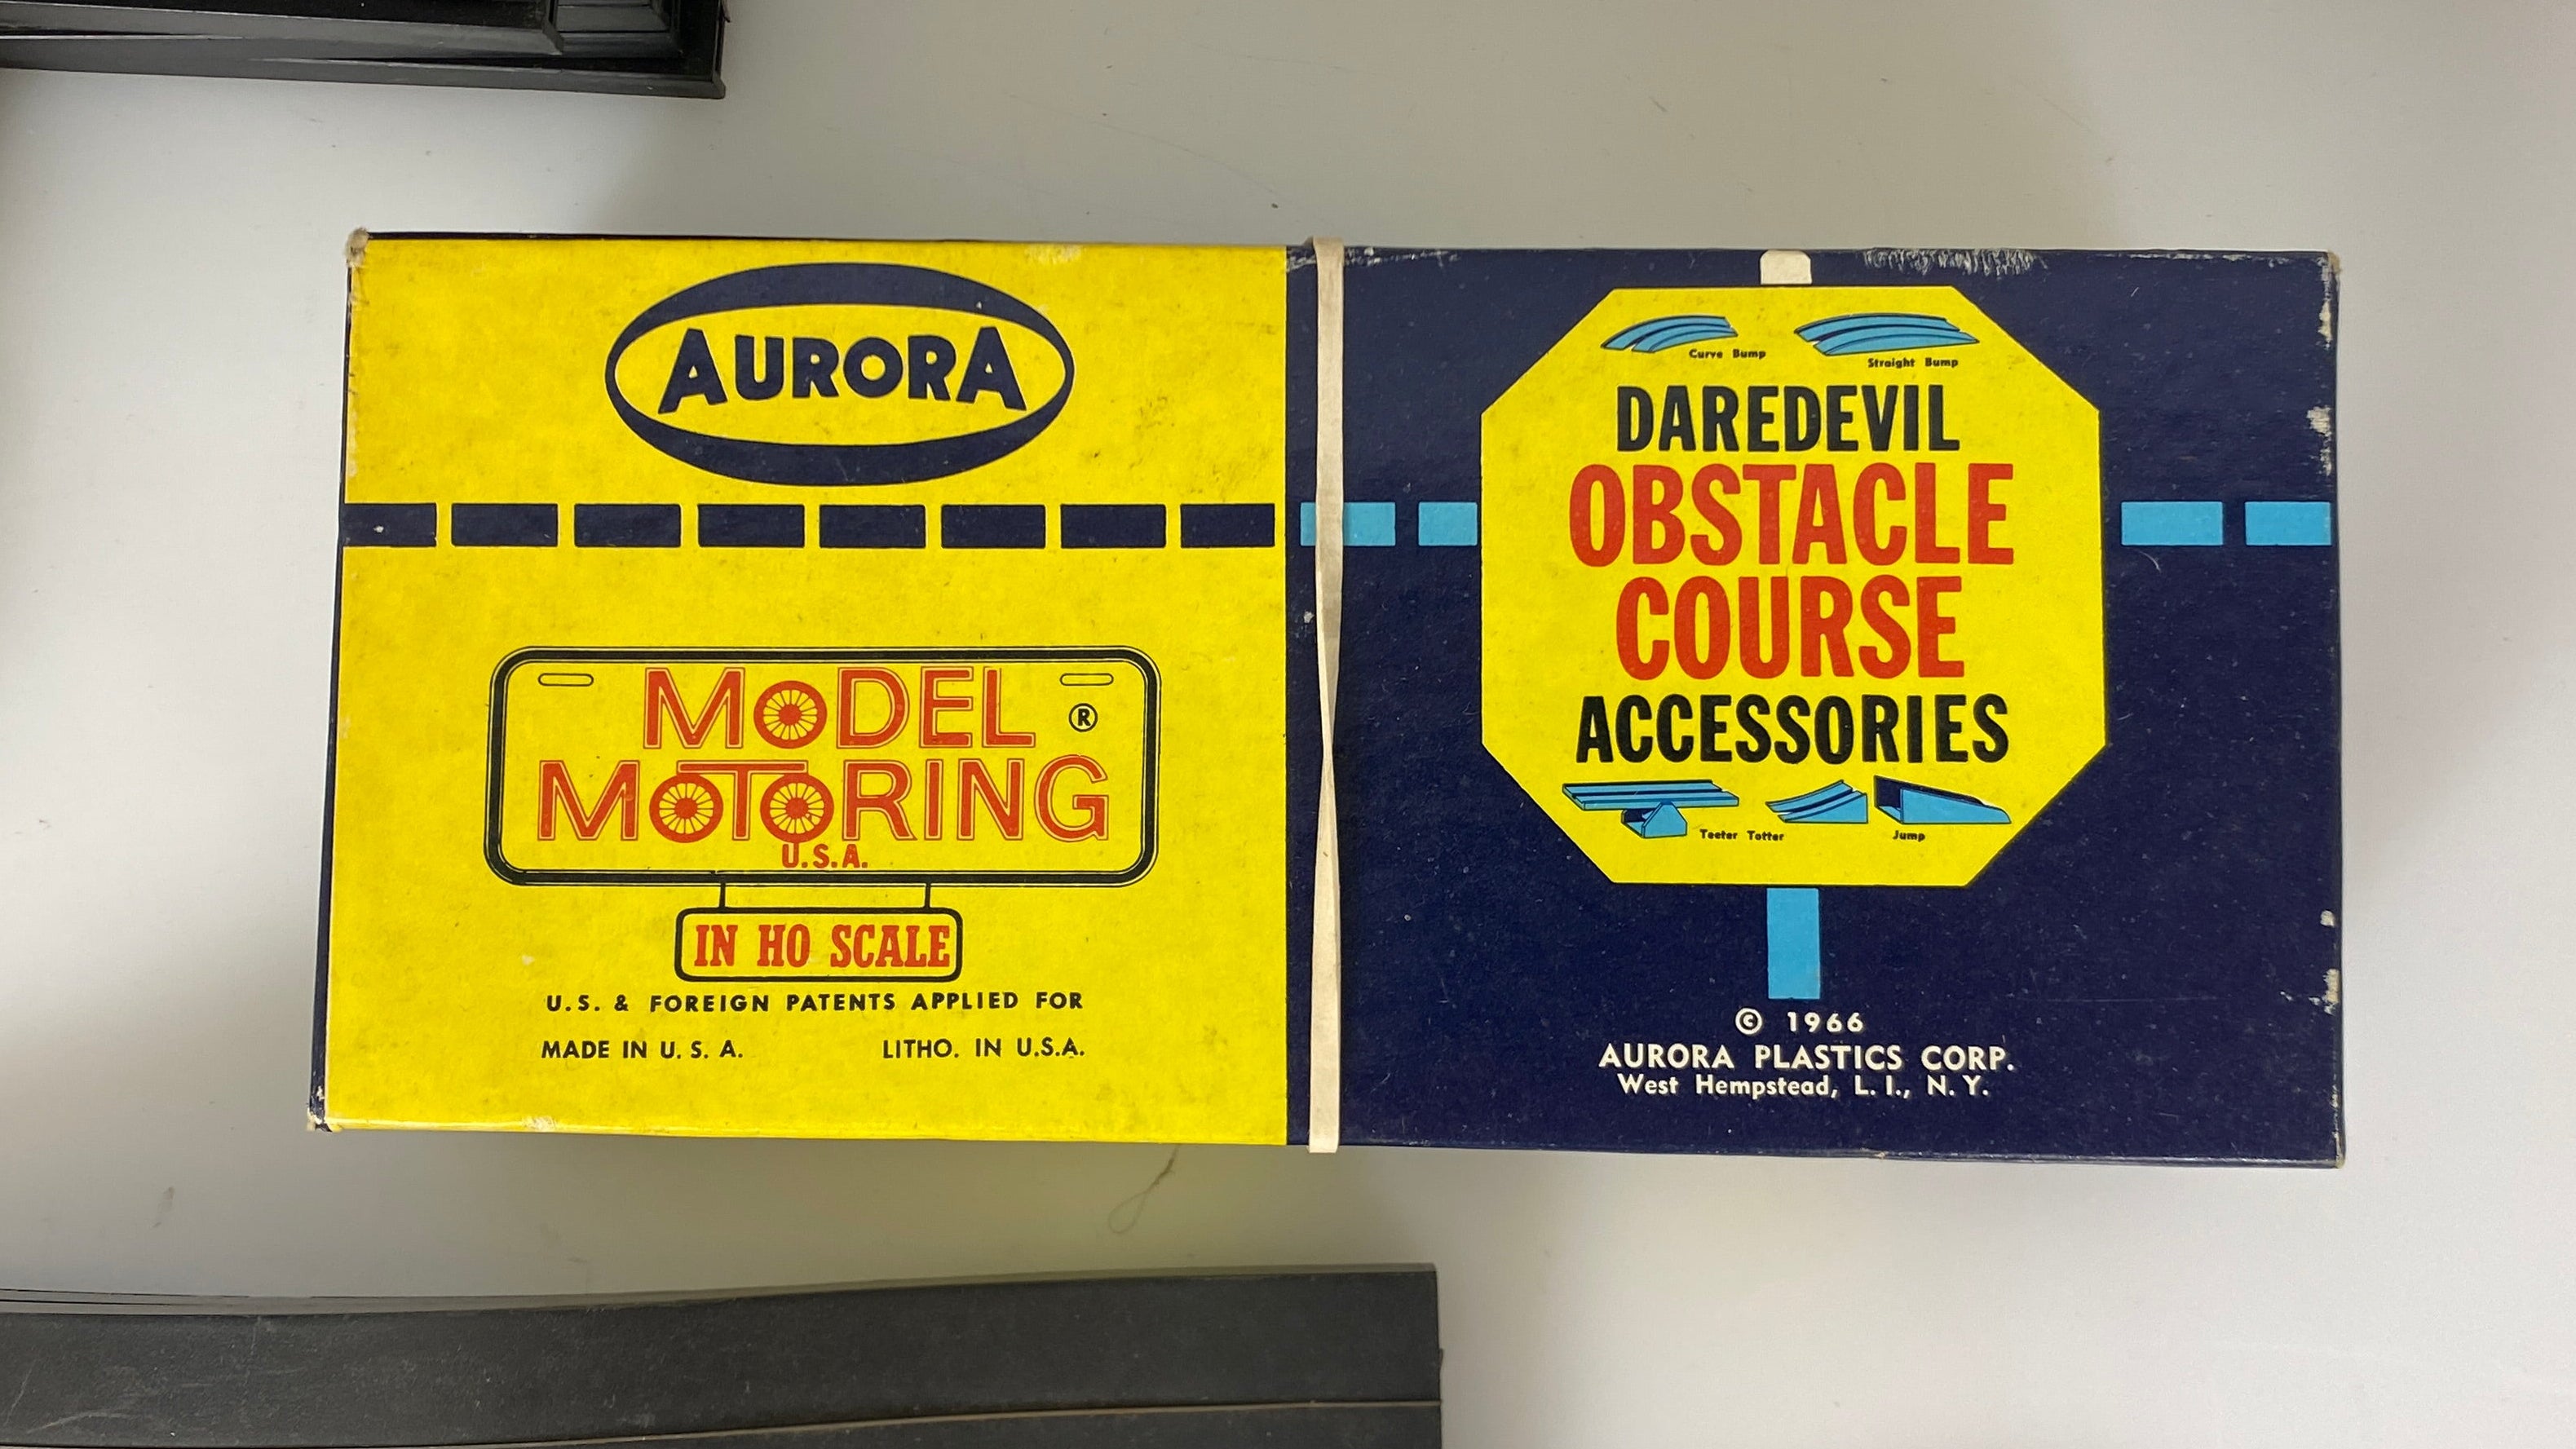 AURORA
MODEL ®
MOTORING
U.S.A.
IN HO SCALE
U.S. & FOREIGN PATENTS APPLIED FOR
MADE IN U. S. A. LITHO. IN U.S.A.
Curve Bump Straight Bump
DAREDEVIL
OBSTACLE
COURSE
ACCESSORIES
Teeter Totter Jump
© 1966
AURORA PLASTICS CORP.
West Hempstead, L. I., N. Y.